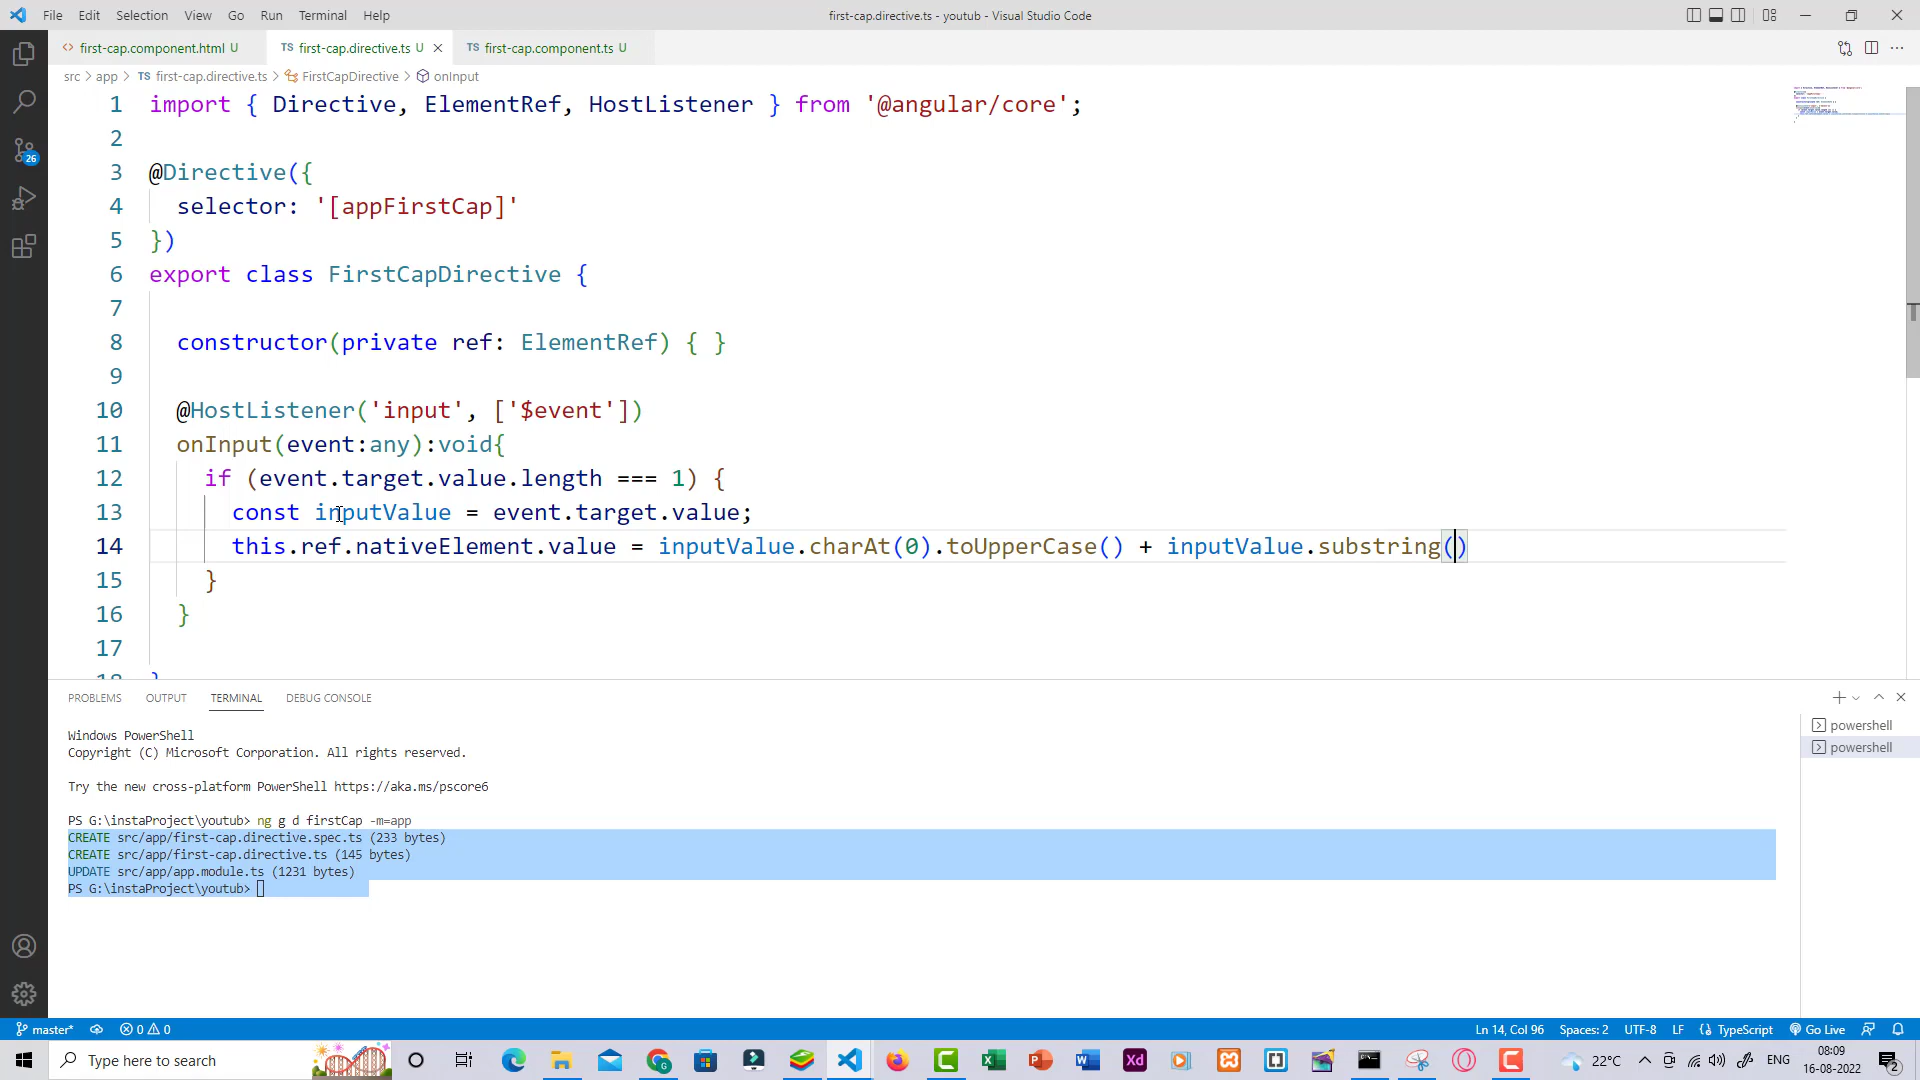 File Edit Selection View Go Run Terminal Help
first-cap.directive.ts - youtub - Visual Studio Code
first-cap.component.html U
TS first-cap.directive.ts U
TS first-cap.component.ts U
src > app > TS first-cap.directive.ts > FirstCapDirective > onInput
1 import { Directive, ElementRef, HostListener } from '@angular/core';
2
3 @Directive({
4 selector: '[appFirstCap]'
5 })
6 export class FirstCapDirective {
7
8 constructor(private ref: ElementRef) { }
9
10 @HostListener('input', ['$event'])
11 onInput(event:any):void{
12 if (event.target.value.length === 1) {
13 const inputValue = event.target.value;
14 this.ref.nativeElement.value = inputValue.charAt(0).toUpperCase() + inputValue.substring()
15 }
16 }
17
18 }
26
PROBLEMS OUTPUT TERMINAL DEBUG CONSOLE
Windows PowerShell
Copyright (C) Microsoft Corporation. All rights reserved.
Try the new cross-platform PowerShell https://aka.ms/pscore6
PS G:\instaProject\youtub> ng g d firstCap -m=app
CREATE src/app/first-cap.directive.spec.ts (233 bytes)
CREATE src/app/first-cap.directive.ts (145 bytes)
UPDATE src/app/app.module.ts (1231 bytes)
PS G:\instaProject\youtub>
powershell
powershell
master* 0 0 Ln 14, Col 96 Spaces: 2 UTF-8 LF TypeScript Go Live
Type here to search
22°C ENG
08:09
16-08-2022
2